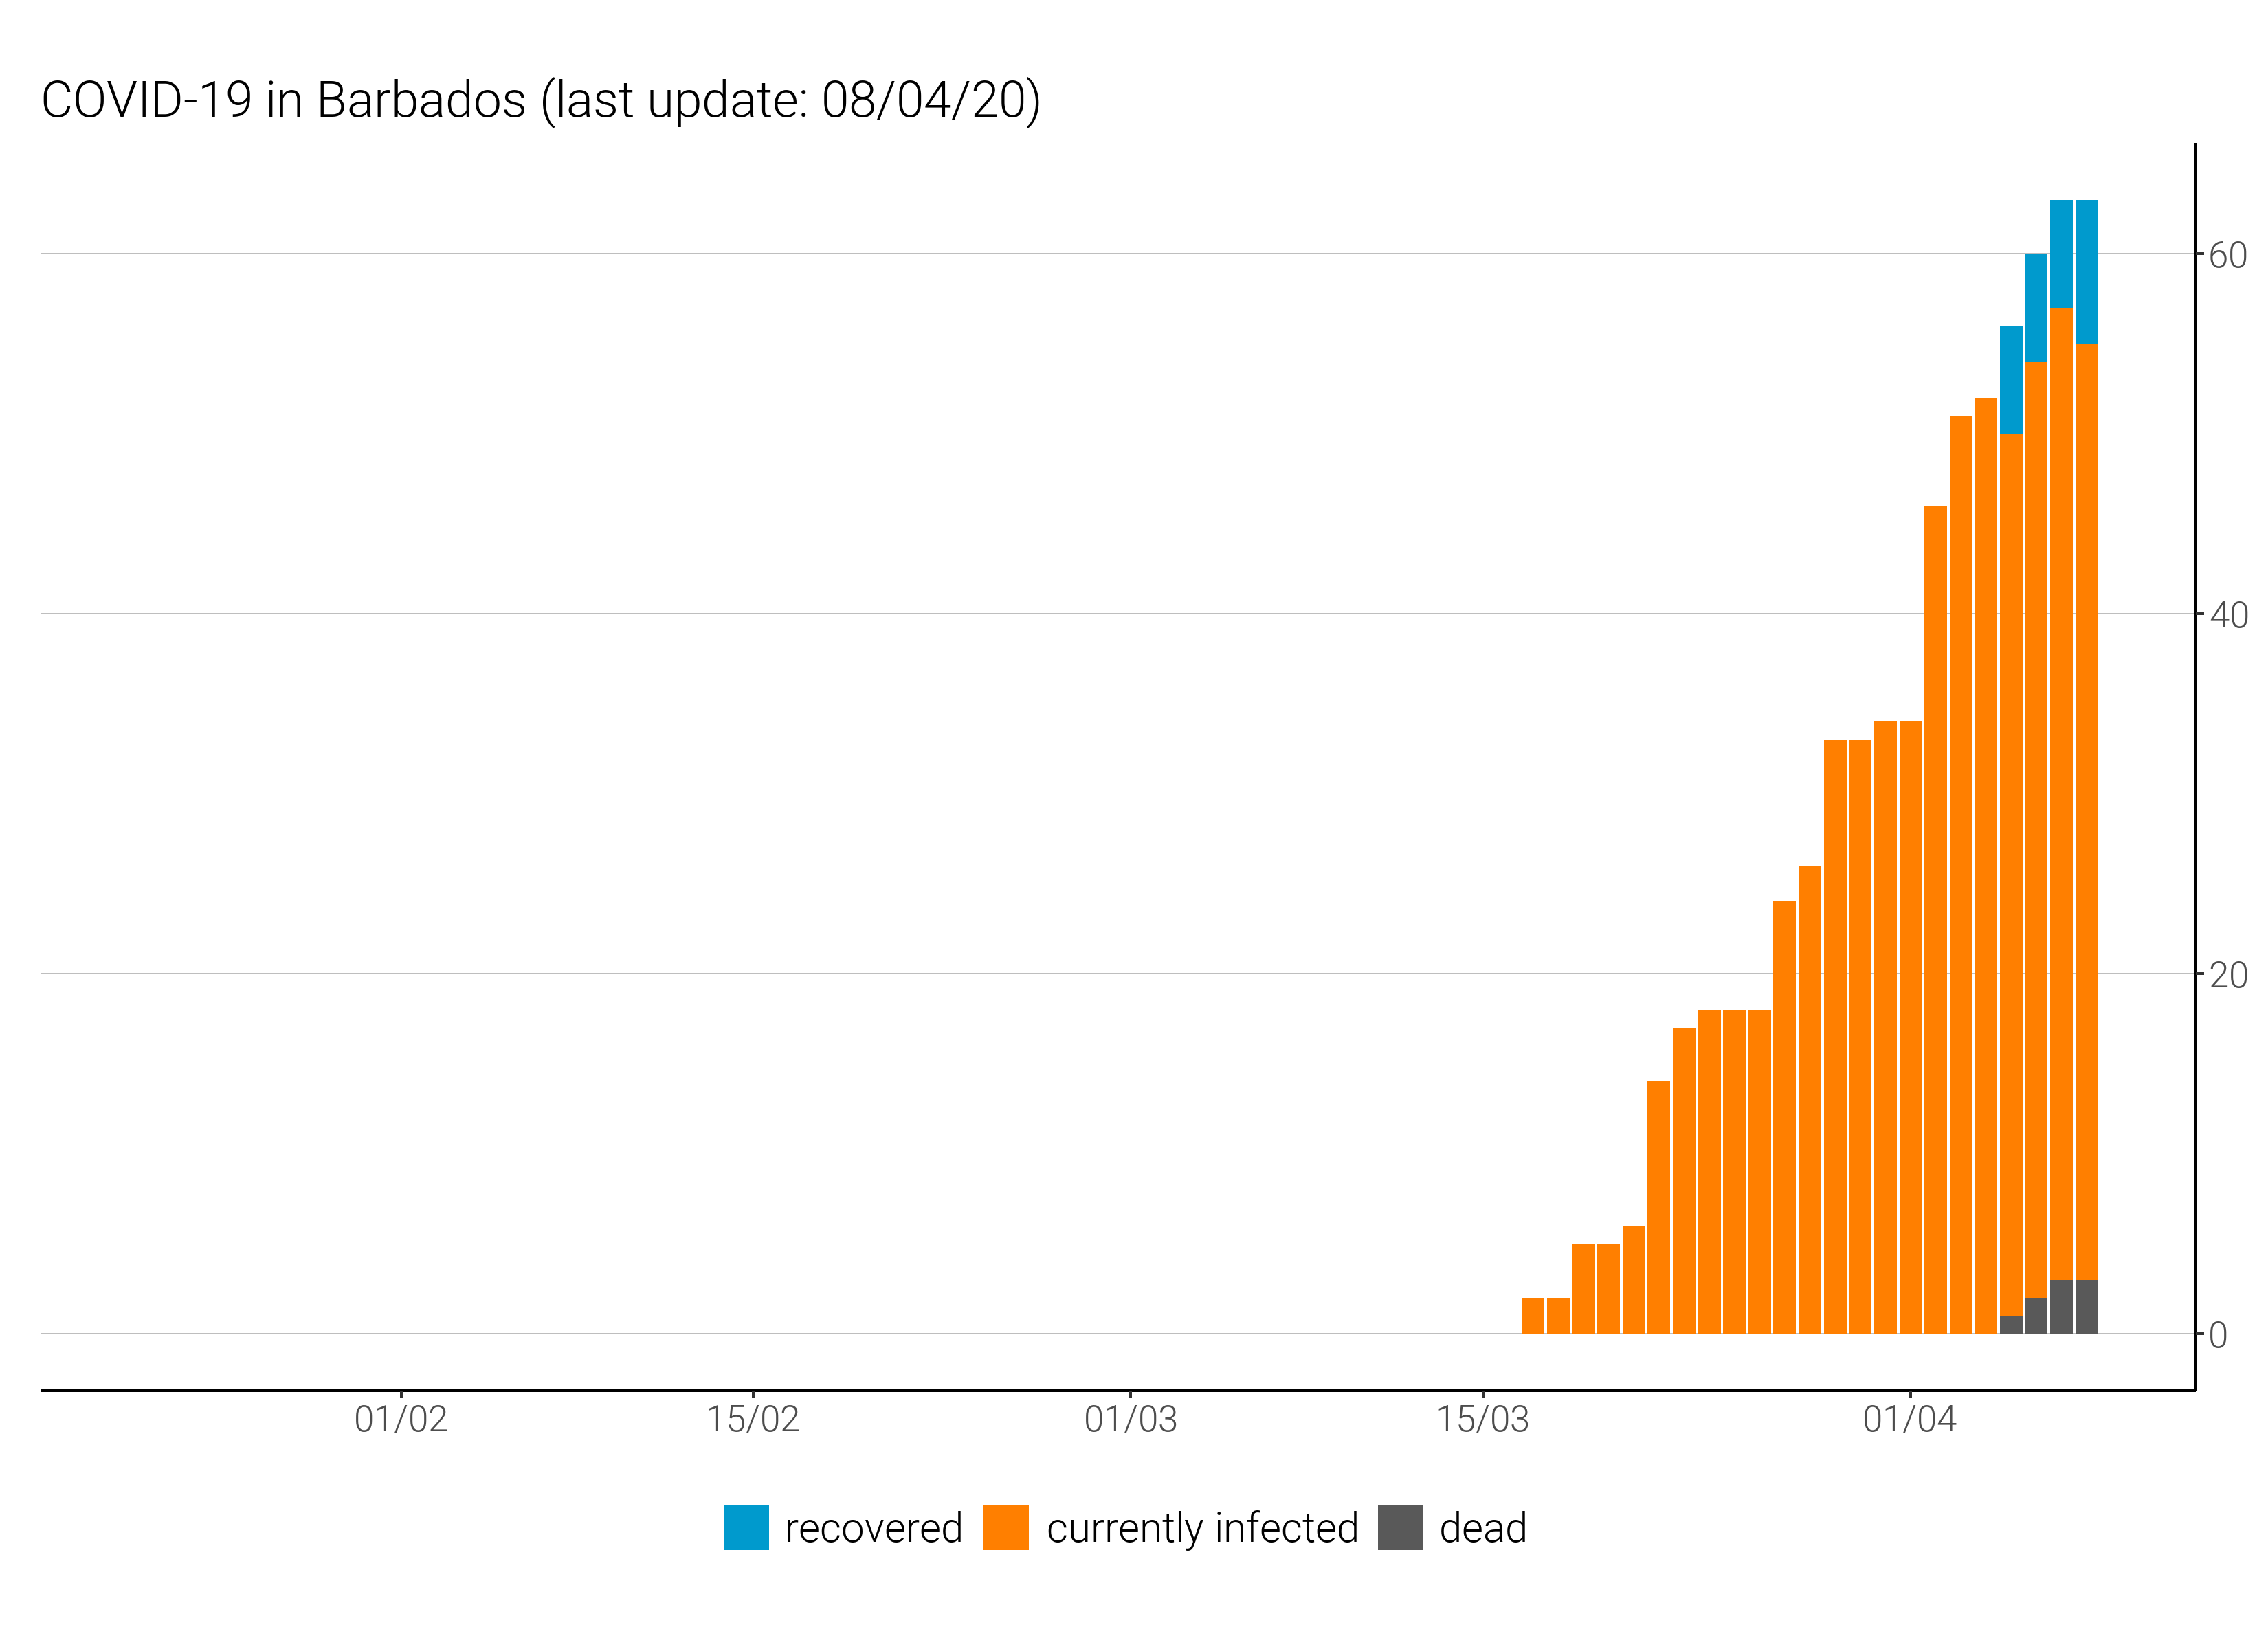 COVID-19 in Barbados (last update: 08/04/20)
60
40
20
0
01/02 15/02 01/03 15/03 01/04
recovered currently infected dead